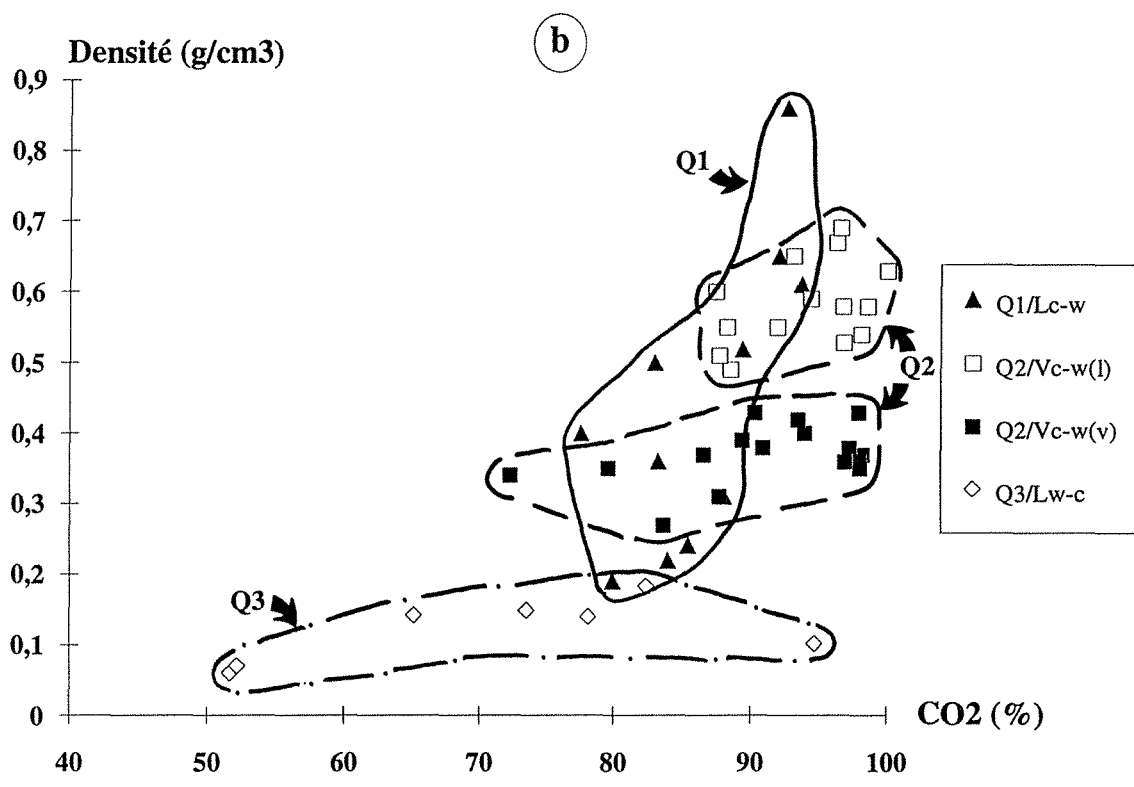 b
Densité (g/cm3)
0,9
0,8
0,7
0,6
0,5
0,4
0,3
0,2
0,1
0
Q1
Q2
Q3
Q1/Lc-w
Q2/Vc-w(l)
Q2/Vc-w(v)
Q3/Lw-c
CO2 (%)
40 50 60 70 80 90 100